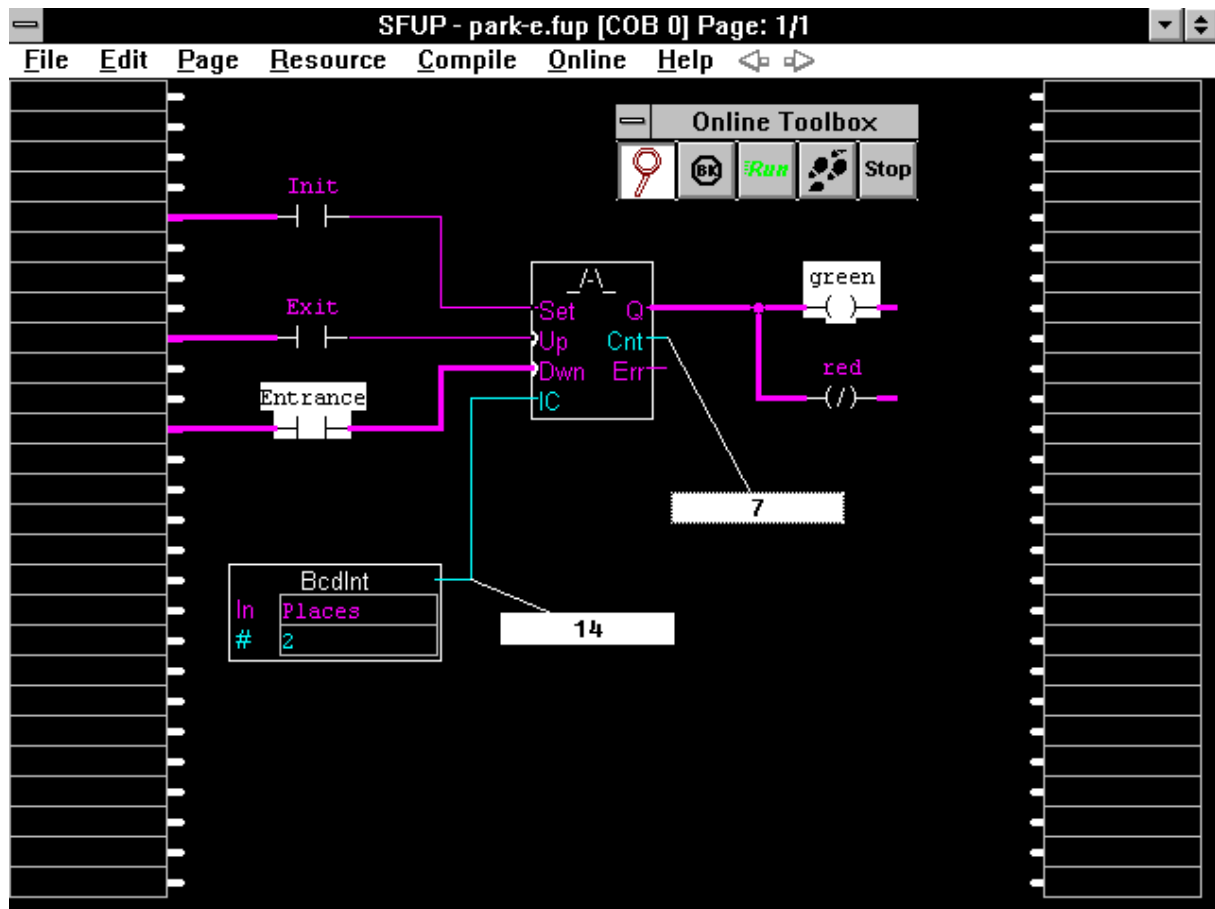 SFUP - park-e.fup [COB 0] Page: 1/1
File Edit Page Resource Compile Online Help
Online Toolbox
BK Run Stop
Init
_/-\_
green
Exit
Set Q
Up Cnt
red
Dwn Err
Entrance
IC
(/)
7
BcdInt
In Places
14
# 2